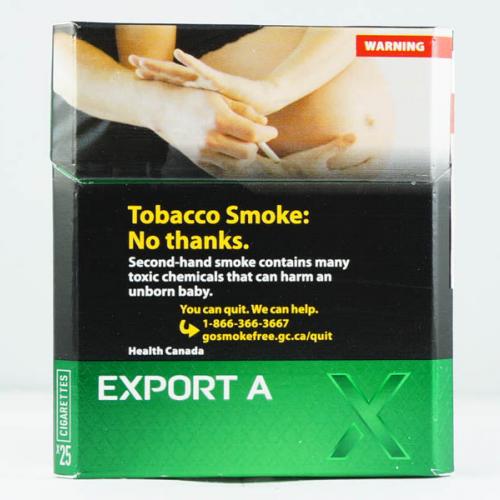 WARNING
Tobacco Smoke:
No thanks.
Second-hand smoke contains many
toxic chemicals that can harm an
unborn baby.
You can quit. We can help.
1-866-366-3667
gosmokefree.gc.ca/quit
Health Canada
EXPORT A
X
CIGARETTES
x25